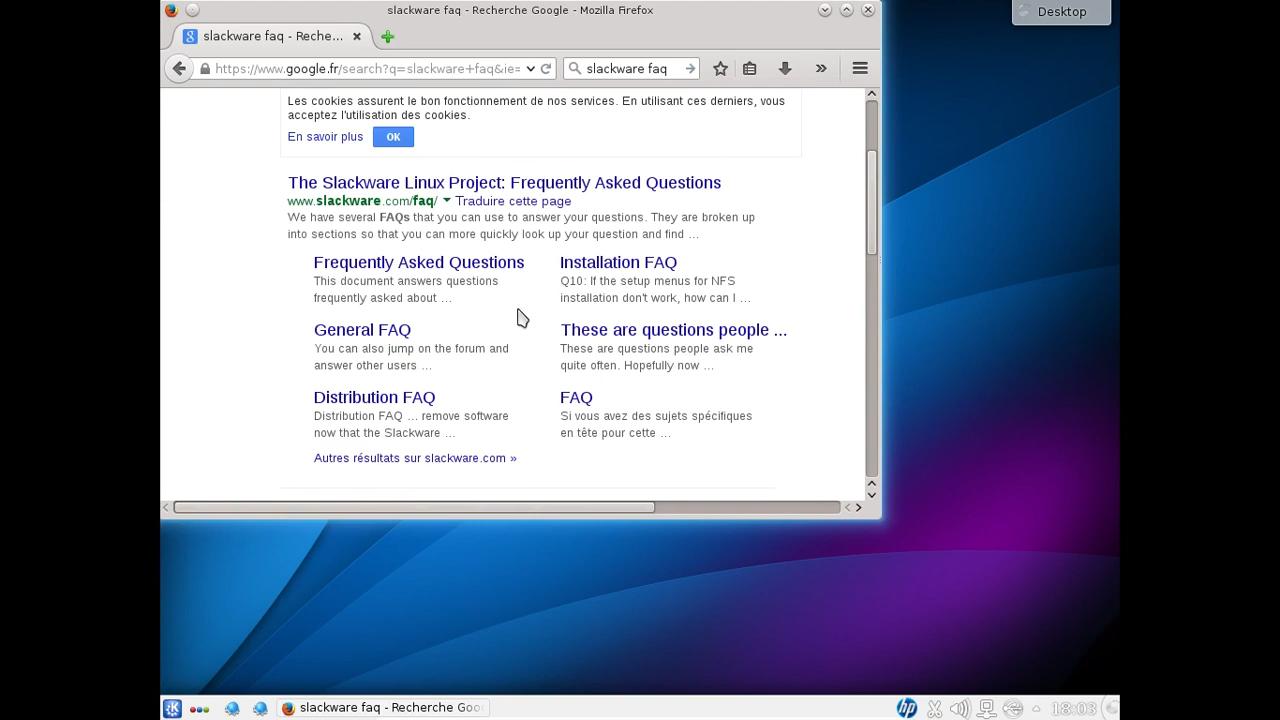 slackware faq - Recherche Google - Mozilla Firefox
Desktop
slackware faq - Reche...
https://www.google.fr/search?q=slackware+faq&ie=
slackware faq
Les cookies assurent le bon fonctionnement de nos services. En utilisant ces derniers, vous
acceptez l'utilisation des cookies.
En savoir plus OK
The Slackware Linux Project: Frequently Asked Questions
www.slackware.com/faq/ Traduire cette page
We have several FAQs that you can use to answer your questions. They are broken up
into sections so that you can more quickly look up your question and find ...
Frequently Asked Questions
This document answers questions
frequently asked about ...
Installation FAQ
Q10: If the setup menus for NFS
installation don't work, how can I ...
General FAQ
You can also jump on the forum and
answer other users ...
These are questions people ...
These are questions people ask me
quite often. Hopefully now ...
Distribution FAQ
Distribution FAQ ... remove software
now that the Slackware ...
FAQ
Si vous avez des sujets spécifiques
en tête pour cette ...
Autres résultats sur slackware.com »
slackware faq - Recherche Goo
hp
18:03